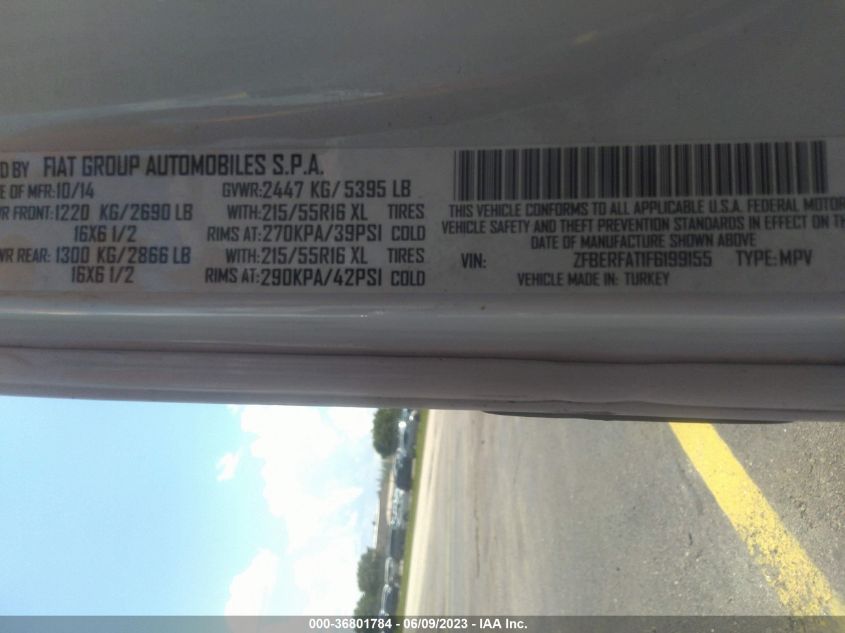 D BY FIAT GROUP AUTOMOBILES S.P.A.
E OF MFR:10/14 GVWR:2447 KG/5395 LB
WR FRONT:1220 KG/2690 LB WITH:215/55R16 XL TIRES
16X6 1/2 RIMS AT:270KPA/39PSI COLD
WR REAR: 1300 KG/2866 LB WITH:215/55R16 XL TIRES
16X6 1/2 RIMS AT:290KPA/42PSI COLD
THIS VEHICLE CONFORMS TO ALL APPLICABLE U.S.A. FEDERAL MOTOR
VEHICLE SAFETY AND THEFT PREVENTION STANDARDS IN EFFECT ON THE
DATE OF MANUFACTURE SHOWN ABOVE
VIN: ZFBERFAT1F6199155 TYPE:MPV
VEHICLE MADE IN: TURKEY
000-36801784 - 06/09/2023 - IAA Inc.